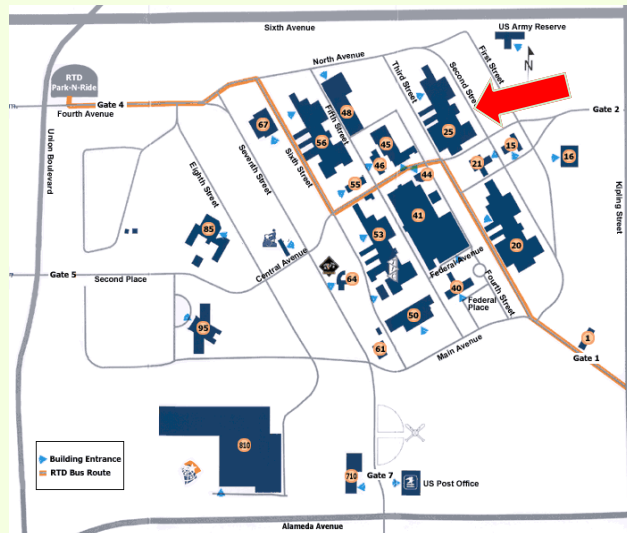 Sixth Avenue
US Army Reserve
North Avenue
First Street
N
RTD
Park-N-Ride
Third Street
Second Street
Gate 4
Fourth Avenue
Gate 2
48
Fifth Street
67
56
45
25
46
21
15
16
Union Boulevard
Seventh Street
Sixth Street
Eighth Street
55
44
Kipling Street
41
85
53
20
Gate 5
Second Place
Central Avenue
Federal Avenue
64
40
Fourth Street
Federal
Place
95
50
61
Main Avenue
1
Gate 1
810
Building Entrance
RTD Bus Route
710
Gate 7
US Post Office
Alameda Avenue